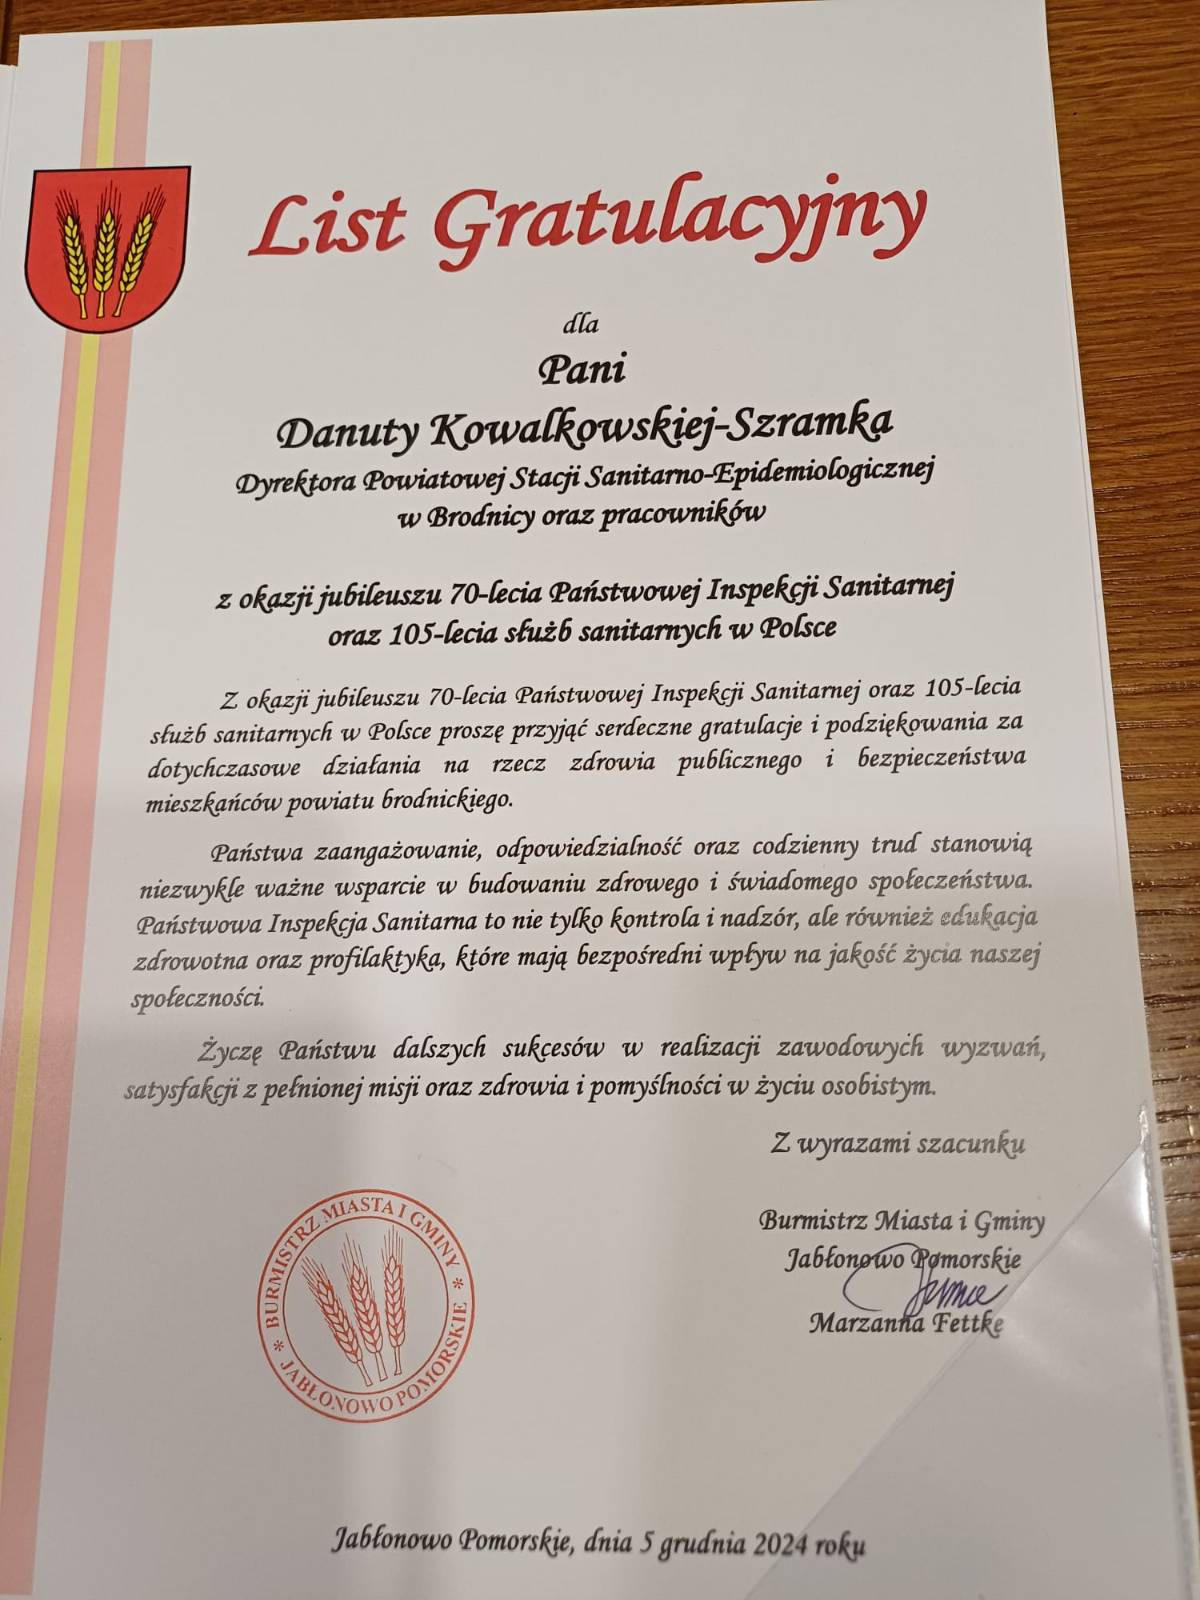 List Gratulacyjny
dla
Pani
Danuty Kowalkowskiej-Szramka
Dyrektora Powiatowej Stacji Sanitarno-Epidemiologicznej
w Brodnicy oraz pracowników
z okazji jubileuszu 70-lecia Państwowej Inspekcji Sanitarnej
oraz 105-lecia służb sanitarnych w Polsce
Z okazji jubileuszu 70-lecia Państwowej Inspekcji Sanitarnej oraz 105-lecia
służb sanitarnych w Polsce proszę przyjąć serdeczne gratulacje i podziękowania za
dotychczasowe działania na rzecz zdrowia publicznego i bezpieczeństwa
mieszkańców powiatu brodnickiego.
Państwa zaangażowanie, odpowiedzialność oraz codzienny trud stanowią
niezwykle ważne wsparcie w budowaniu zdrowego i świadomego społeczeństwa.
Państwowa Inspekcja Sanitarna to nie tylko kontrola i nadzór, ale również edukacja
zdrowotna oraz profilaktyka, które mają bezpośredni wpływ na jakość życia naszej
społeczności.
Życzę Państwu dalszych sukcesów w realizacji zawodowych wyzwań,
satysfakcji z pełnionej misji oraz zdrowia i pomyślności w życiu osobistym.
Z wyrazami szacunku
Burmistrz Miasta i Gminy
Jabłonowo Pomorskie
Marzanna Fettke
* BURMISTRZ MIASTA I GMINY *
JABŁONOWO POMORSKIE
Jabłonowo Pomorskie, dnia 5 grudnia 2024 roku